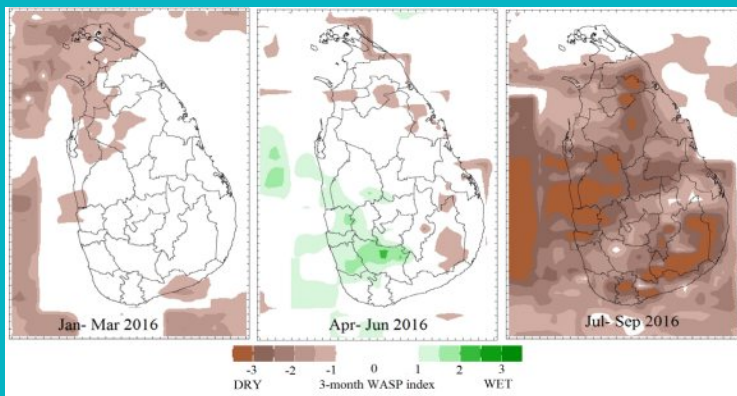 Jan- Mar 2016
Apr- Jun 2016
Jul- Sep 2016
-3 -2 -1 0 1 2 3
DRY 3-month WASP index WET